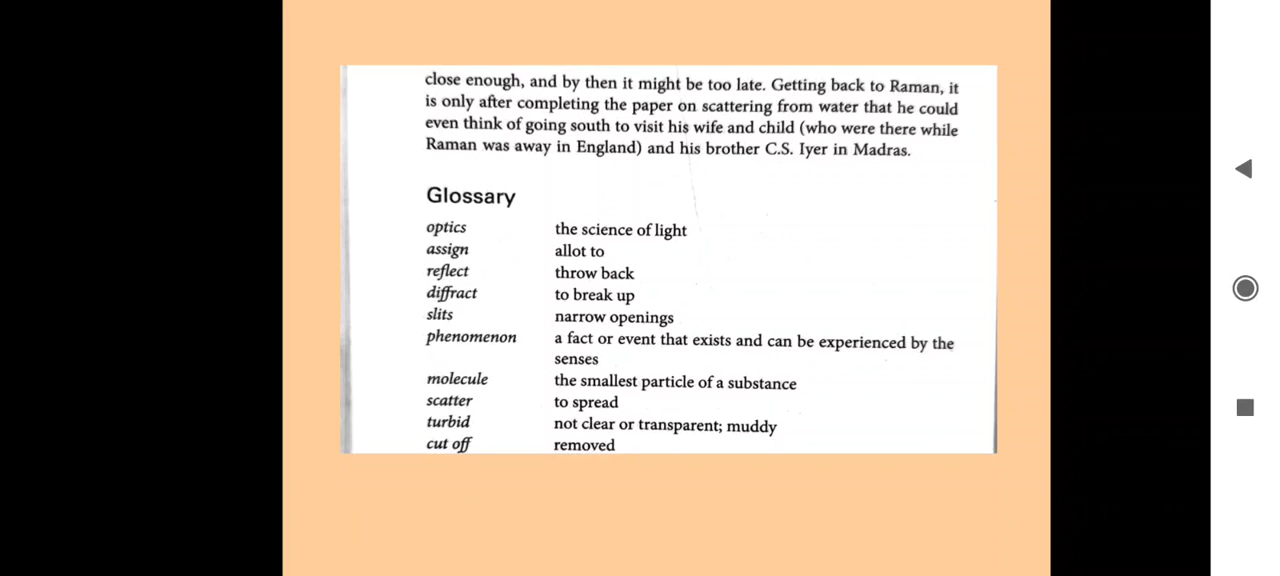 close enough, and by then it might be too late. Getting back to Raman, it
is only after completing the paper on scattering from water that he could
even think of going south to visit his wife and child (who were there while
Raman was away in England) and his brother C.S. Iyer in Madras.
Glossary
optics the science of light
assign allot to
reflect throw back
diffract to break up
slits narrow openings
phenomenon a fact or event that exists and can be experienced by the
senses
molecule the smallest particle of a substance
scatter to spread
turbid not clear or transparent; muddy
cut off removed